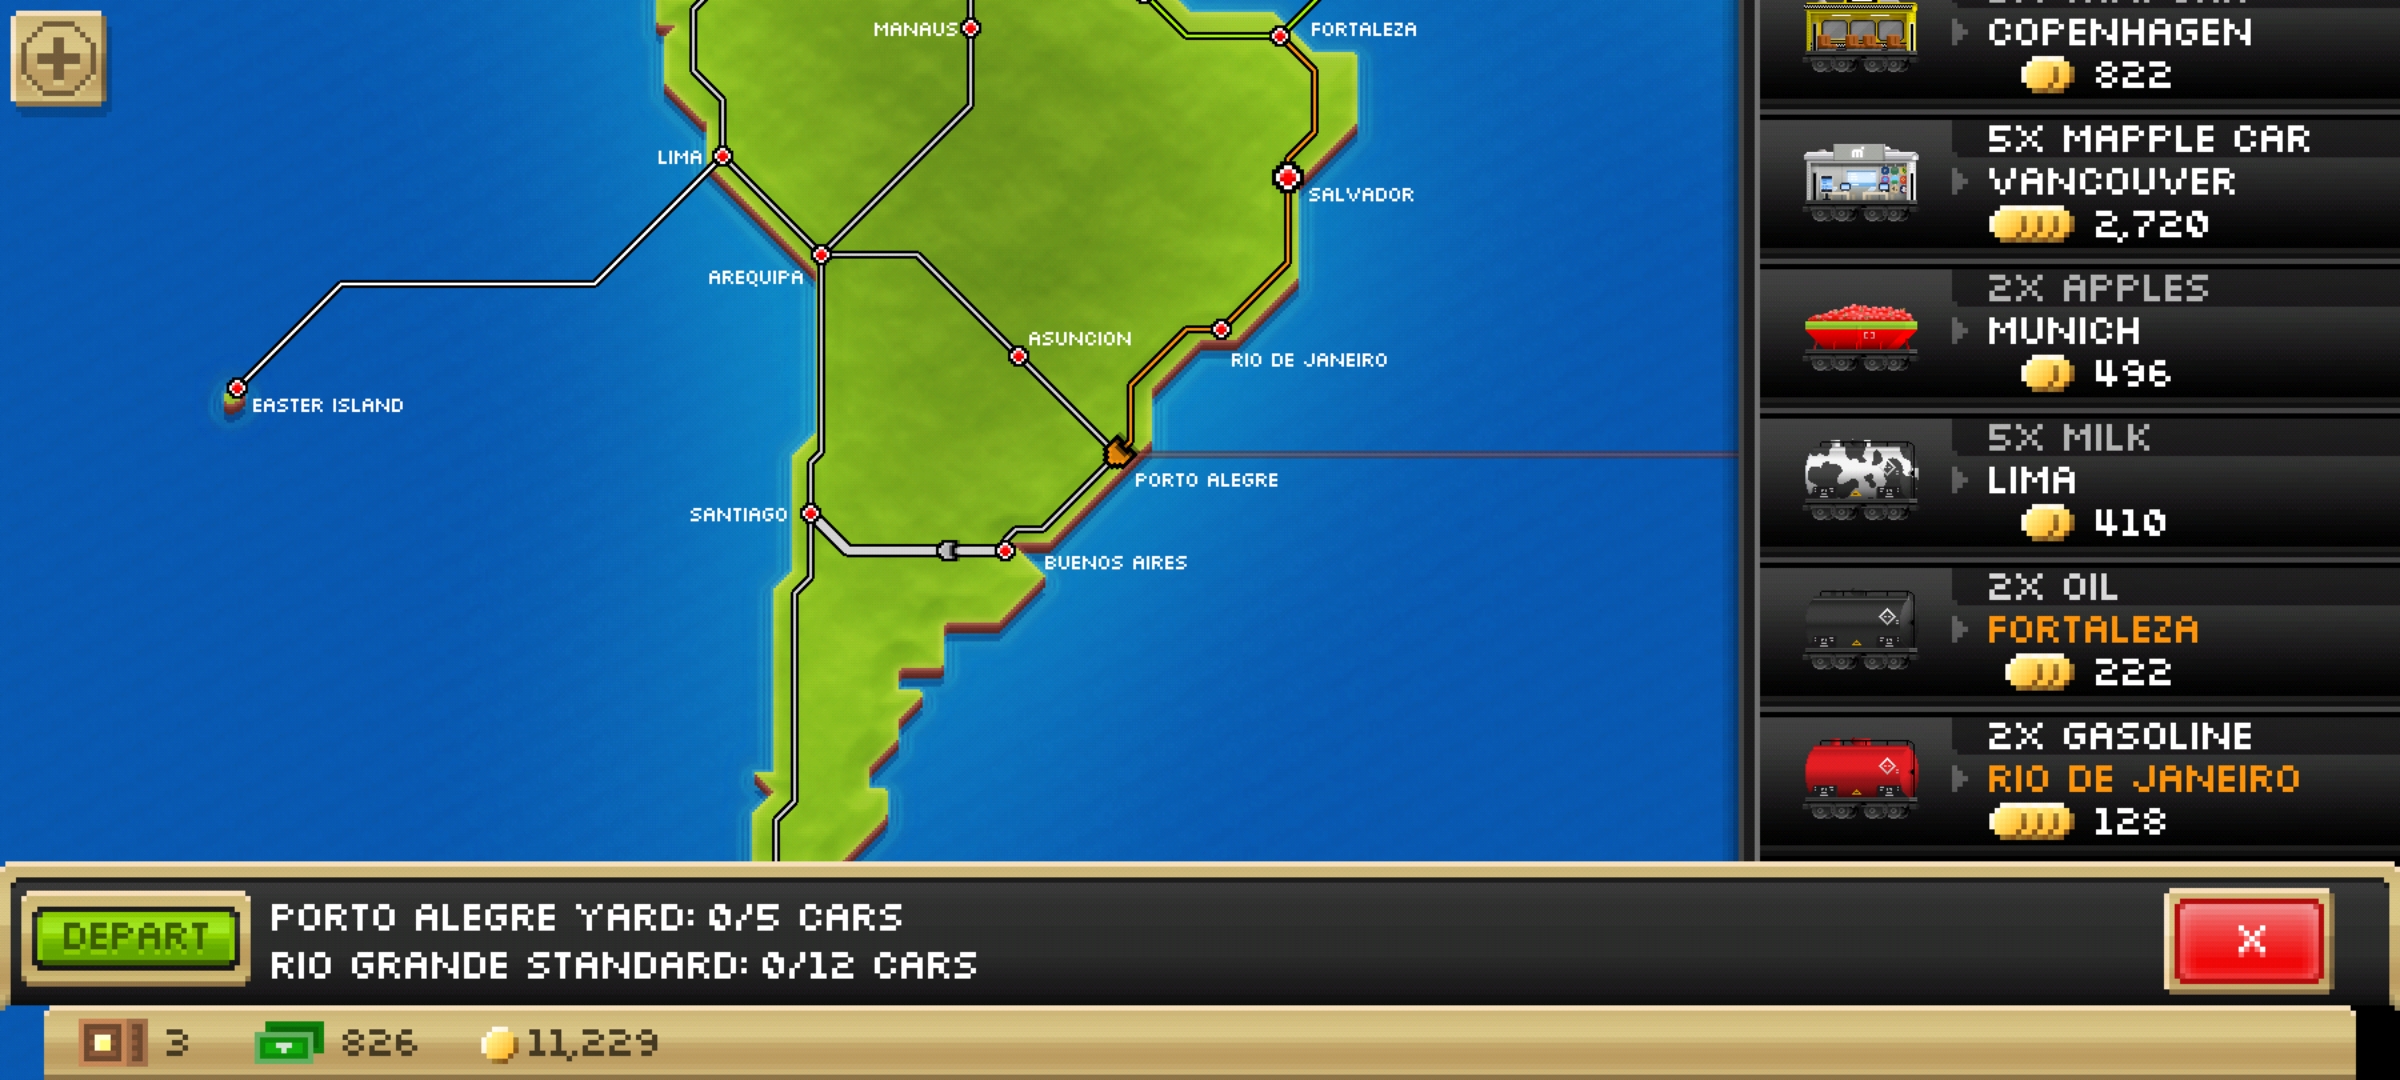 MANAUS
FORTALEZA
LIMA
SALVADOR
AREQUIPA
ASUNCION
RIO DE JANEIRO
EASTER ISLAND
PORTO ALEGRE
SANTIAGO
BUENOS AIRES
COPENHAGEN
822
5X MAPPLE CAR
VANCOUVER
2,720
2X APPLES
MUNICH
496
5X MILK
LIMA
410
2X OIL
FORTALEZA
222
2X GASOLINE
RIO DE JANEIRO
128
DEPART
PORTO ALEGRE YARD: 0/5 CARS
RIO GRANDE STANDARD: 0/12 CARS
X
3
826
11,229